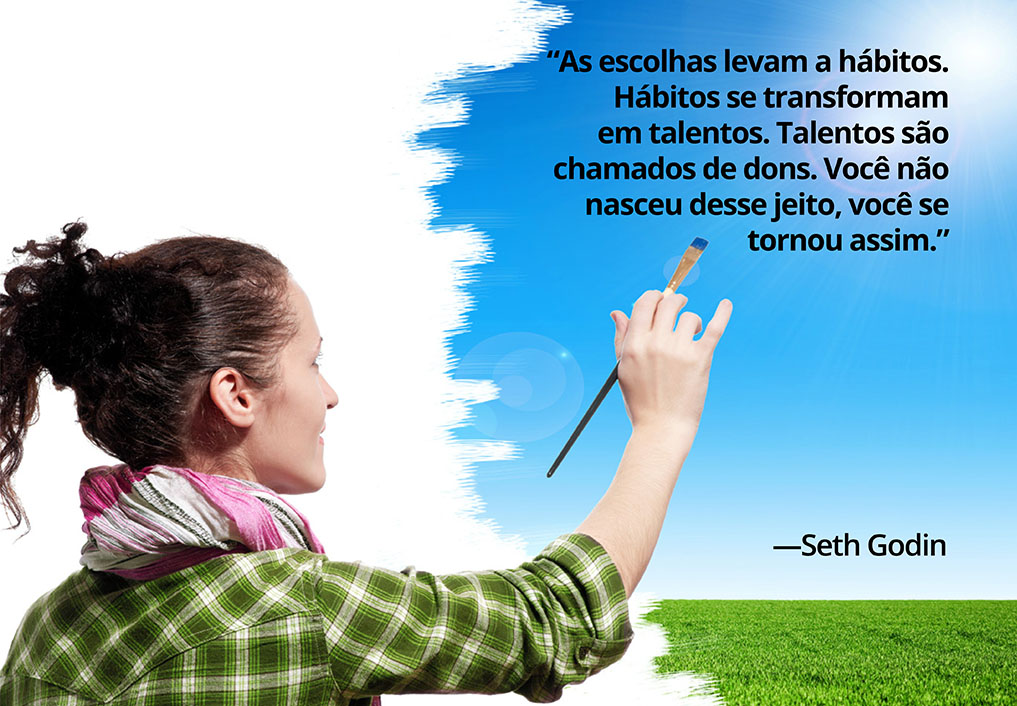 “As escolhas levam a hábitos.
Hábitos se transformam
em talentos. Talentos são
chamados de dons. Você não
nasceu desse jeito, você se
tornou assim.”
—Seth Godin